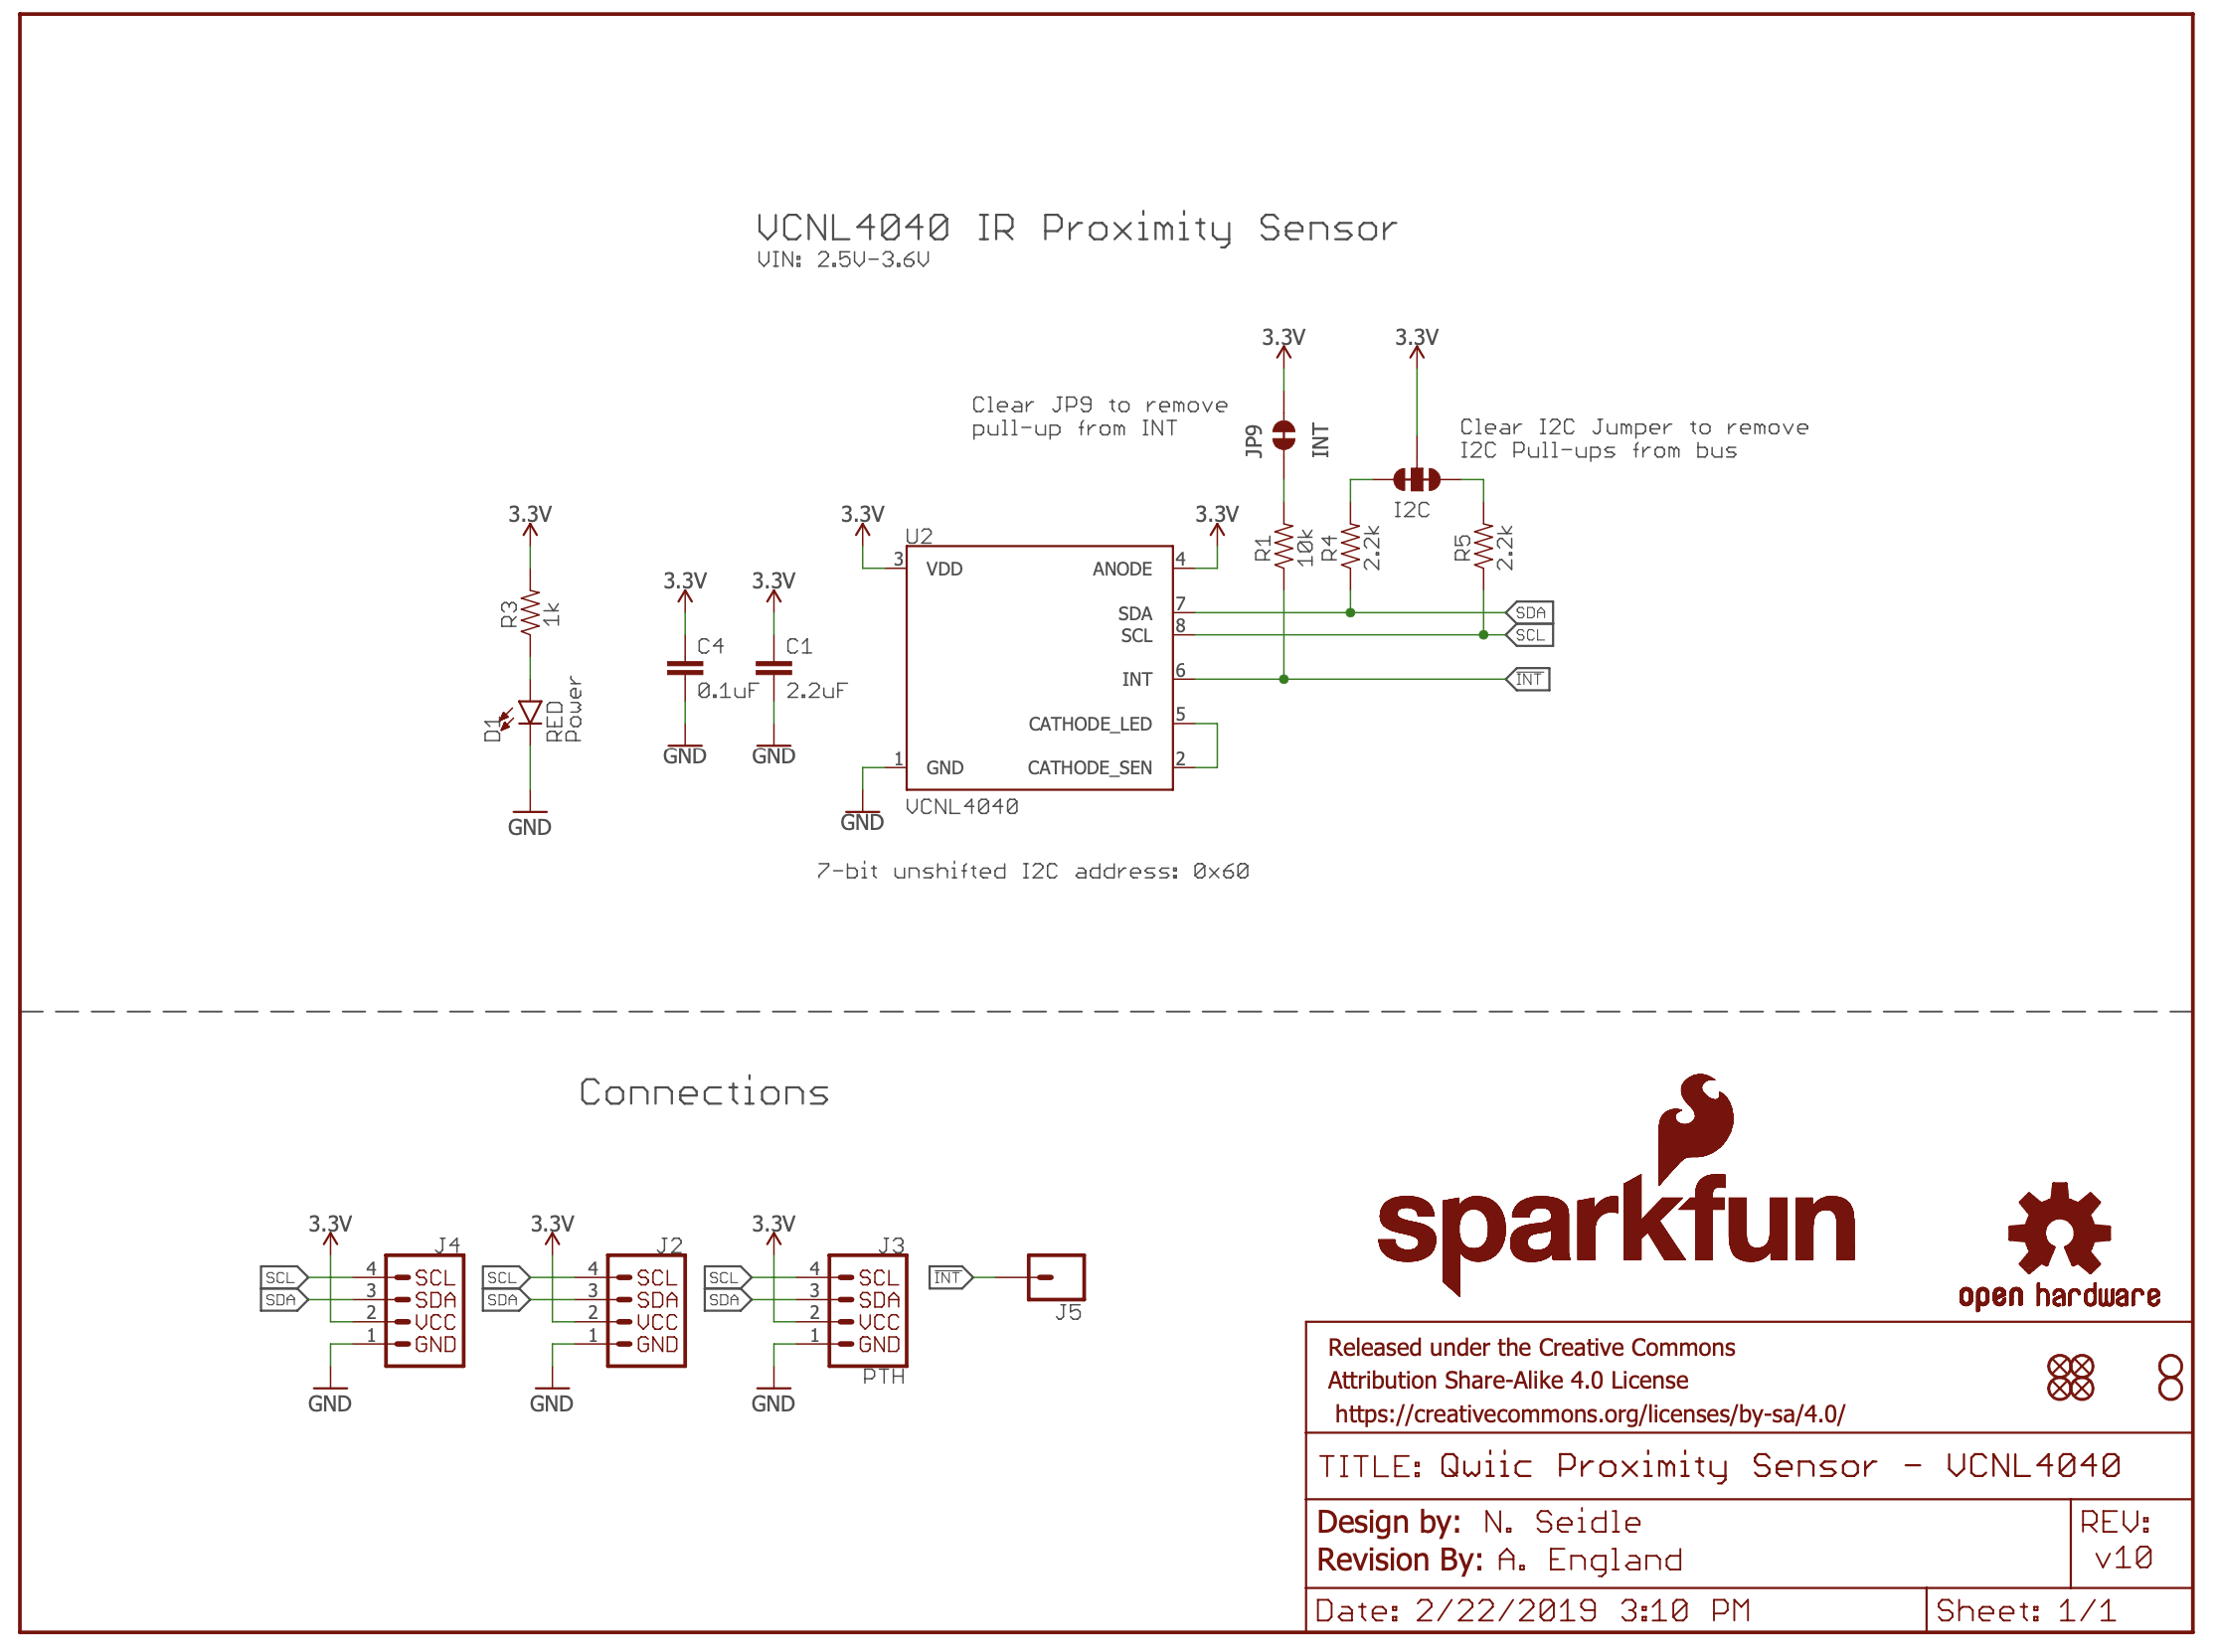 VCNL4040 IR Proximity Sensor
VIN: 2.5V-3.6V
3.3V
3.3V
Clear JP9 to remove
pull-up from INT
JP9
INT
Clear I2C Jumper to remove
I2C Pull-ups from bus
I2C
3.3V
R3
1k
D1
RED
Power
GND
3.3V
C4
0.1uF
GND
3.3V
C1
2.2uF
GND
3.3V
U2
3.3V
R1
10k
R4
2.2k
R5
2.2k
3 VDD
ANODE 4
SDA 7
SDA
SCL 8
SCL
INT 6
INT
CATHODE_LED 5
1 GND
CATHODE_SEN 2
GND
VCNL4040
7-bit unshifted I2C address: 0x60
Connections
3.3V
J4
SCL 4 SCL
SDA 3 SDA
2 VCC
1 GND
GND
3.3V
J2
SCL 4 SCL
SDA 3 SDA
2 VCC
1 GND
GND
3.3V
J3
SCL 4 SCL
SDA 3 SDA
2 VCC
1 GND
PTH
GND
INT
J5
sparkfun
open hardware
Released under the Creative Commons
Attribution Share-Alike 4.0 License
https://creativecommons.org/licenses/by-sa/4.0/
TITLE: Qwiic Proximity Sensor - VCNL4040
Design by: N. Seidle
Revision By: A. England
REV:
v10
Date: 2/22/2019 3:10 PM
Sheet: 1/1